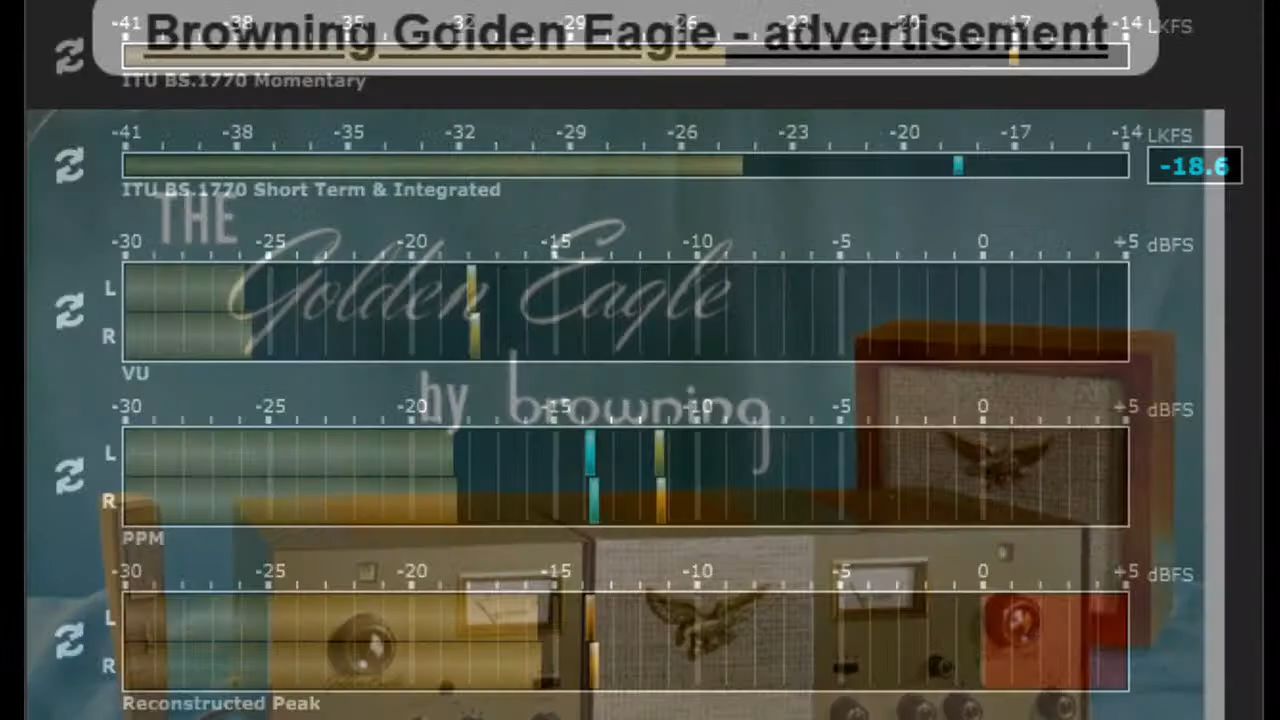 -41 -38 -35 -32 -29 -26 -23 -20 -17 -14 LKFS
Browning Golden Eagle - advertisement
ITU BS.1770 Momentary
-41 -38 -35 -32 -29 -26 -23 -20 -17 -14 LKFS
-18.6
ITU BS.1770 Short Term & Integrated
THE
-30 -25 -20 -15 -10 -5 0 +5 dBFS
Golden Eagle
L
R
VU
by browning
-30 -25 -20 -15 -10 -5 0 +5 dBFS
L
R
PPM
-30 -25 -20 -15 -10 -5 0 +5 dBFS
L
R
Reconstructed Peak